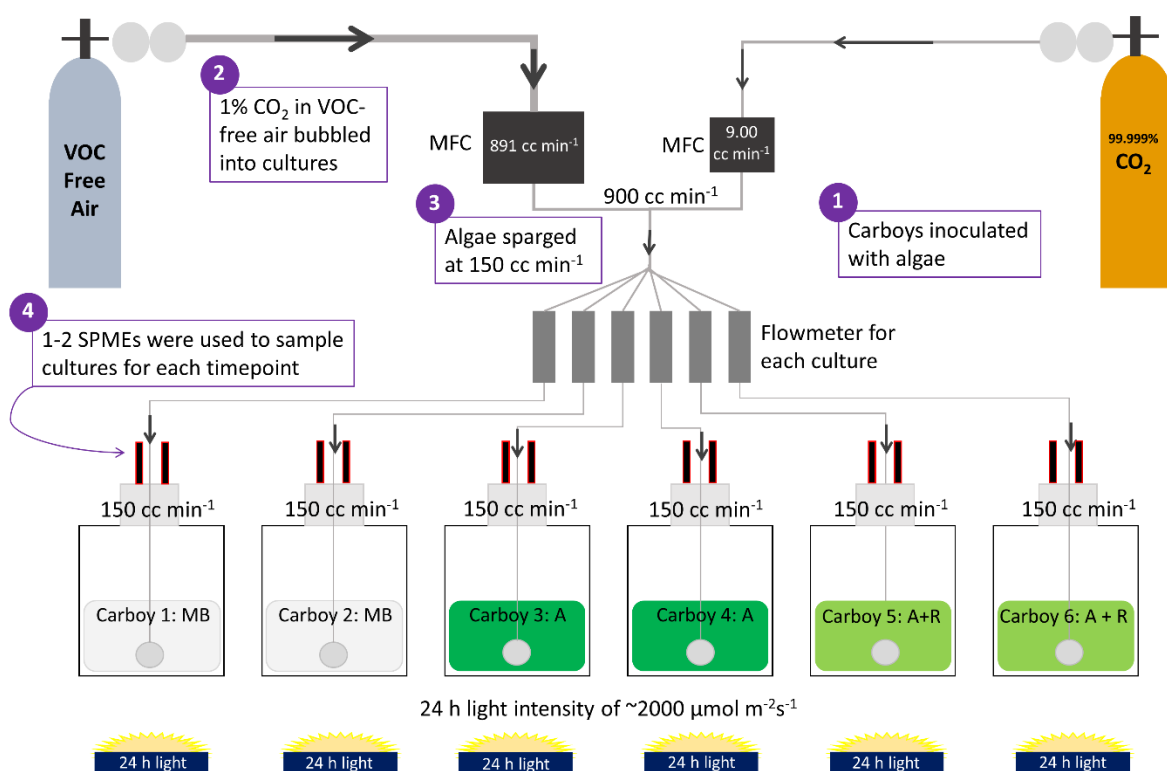 2
1% CO₂ in VOC-
free air bubbled
into cultures
VOC
Free
Air
MFC
891 cc min⁻¹
MFC
9.00
cc min⁻¹
99.999%
CO₂
900 cc min⁻¹
3
Algae sparged
at 150 cc min⁻¹
1
Carboys inoculated
with algae
4
1-2 SPMEs were used to sample
cultures for each timepoint
Flowmeter for
each culture
150 cc min⁻¹
150 cc min⁻¹
150 cc min⁻¹
150 cc min⁻¹
150 cc min⁻¹
150 cc min⁻¹
Carboy 1: MB
Carboy 2: MB
Carboy 3: A
Carboy 4: A
Carboy 5: A+R
Carboy 6: A + R
24 h light intensity of ~2000 μmol m⁻²s⁻¹
24 h light
24 h light
24 h light
24 h light
24 h light
24 h light